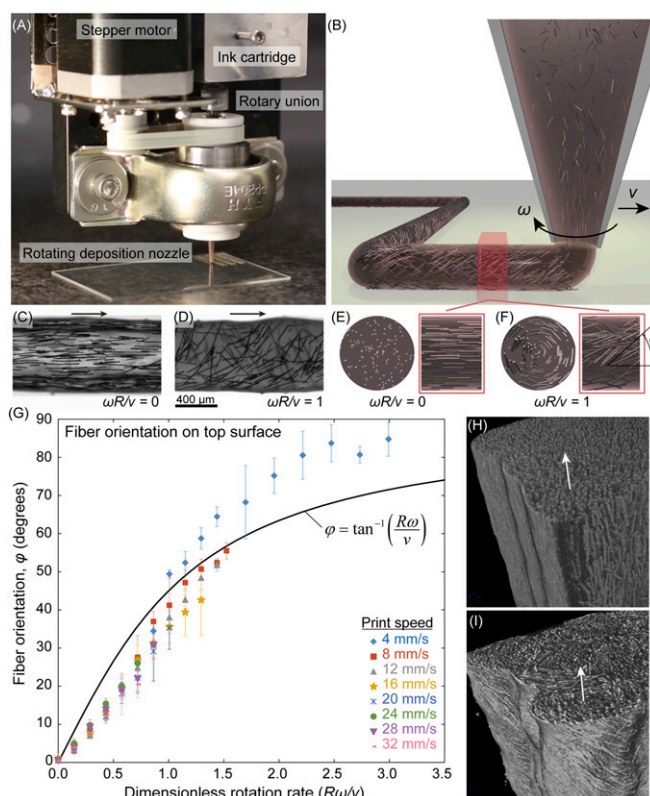 (A)
Stepper motor
Ink cartridge
Rotary union
Rotating deposition nozzle
(B)
ω
v
(C)
ωR/v = 0
(D)
400 μm
ωR/v = 1
(E)
ωR/v = 0
(F)
ωR/v = 1
(G)
Fiber orientation on top surface
Fiber orientation, φ (degrees)
90
80
70
60
50
40
30
20
10
0
φ = tan⁻¹(Rω/v)
Print speed
4 mm/s
8 mm/s
12 mm/s
16 mm/s
20 mm/s
24 mm/s
28 mm/s
32 mm/s
0.0 0.5 1.0 1.5 2.0 2.5 3.0 3.5
Dimensionless rotation rate (Rω/v)
(H)
(I)